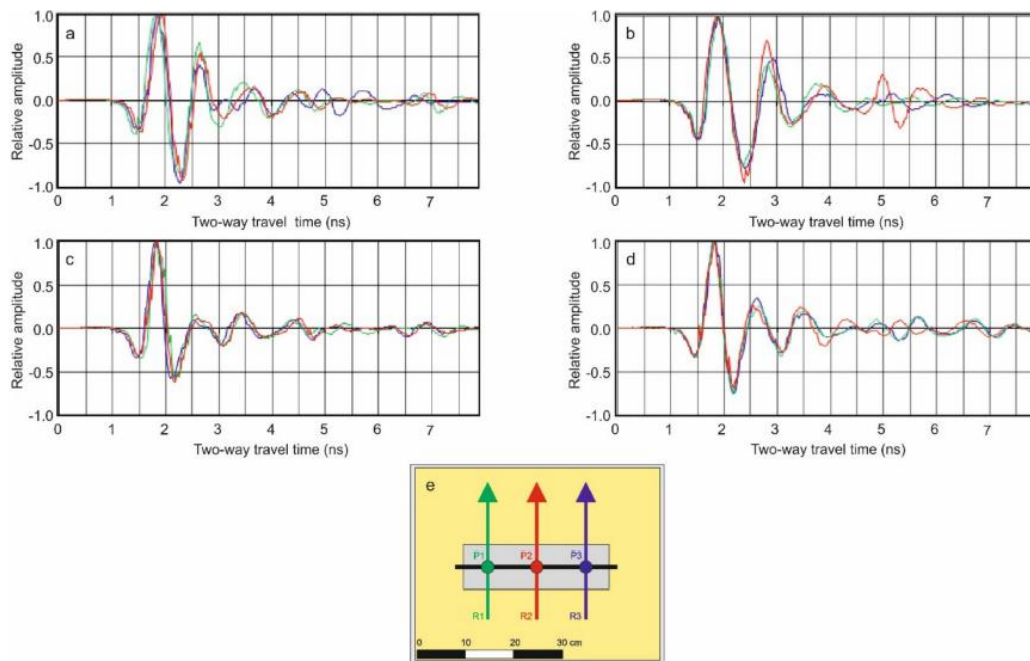 a
Relative amplitude
1.0
0.5
0.0
-0.5
-1.0
0 1 2 3 4 5 6 7
Two-way travel time (ns)
b
Relative amplitude
1.0
0.5
0.0
-0.5
-1.0
0 1 2 3 4 5 6 7
Two-way travel time (ns)
c
Relative amplitude
1.0
0.5
0.0
-0.5
-1.0
0 1 2 3 4 5 6 7
Two-way travel time (ns)
d
Relative amplitude
1.0
0.5
0.0
-0.5
-1.0
0 1 2 3 4 5 6 7
Two-way travel time (ns)
e
P1 P2 P3
R1 R2 R3
0 10 20 30 cm